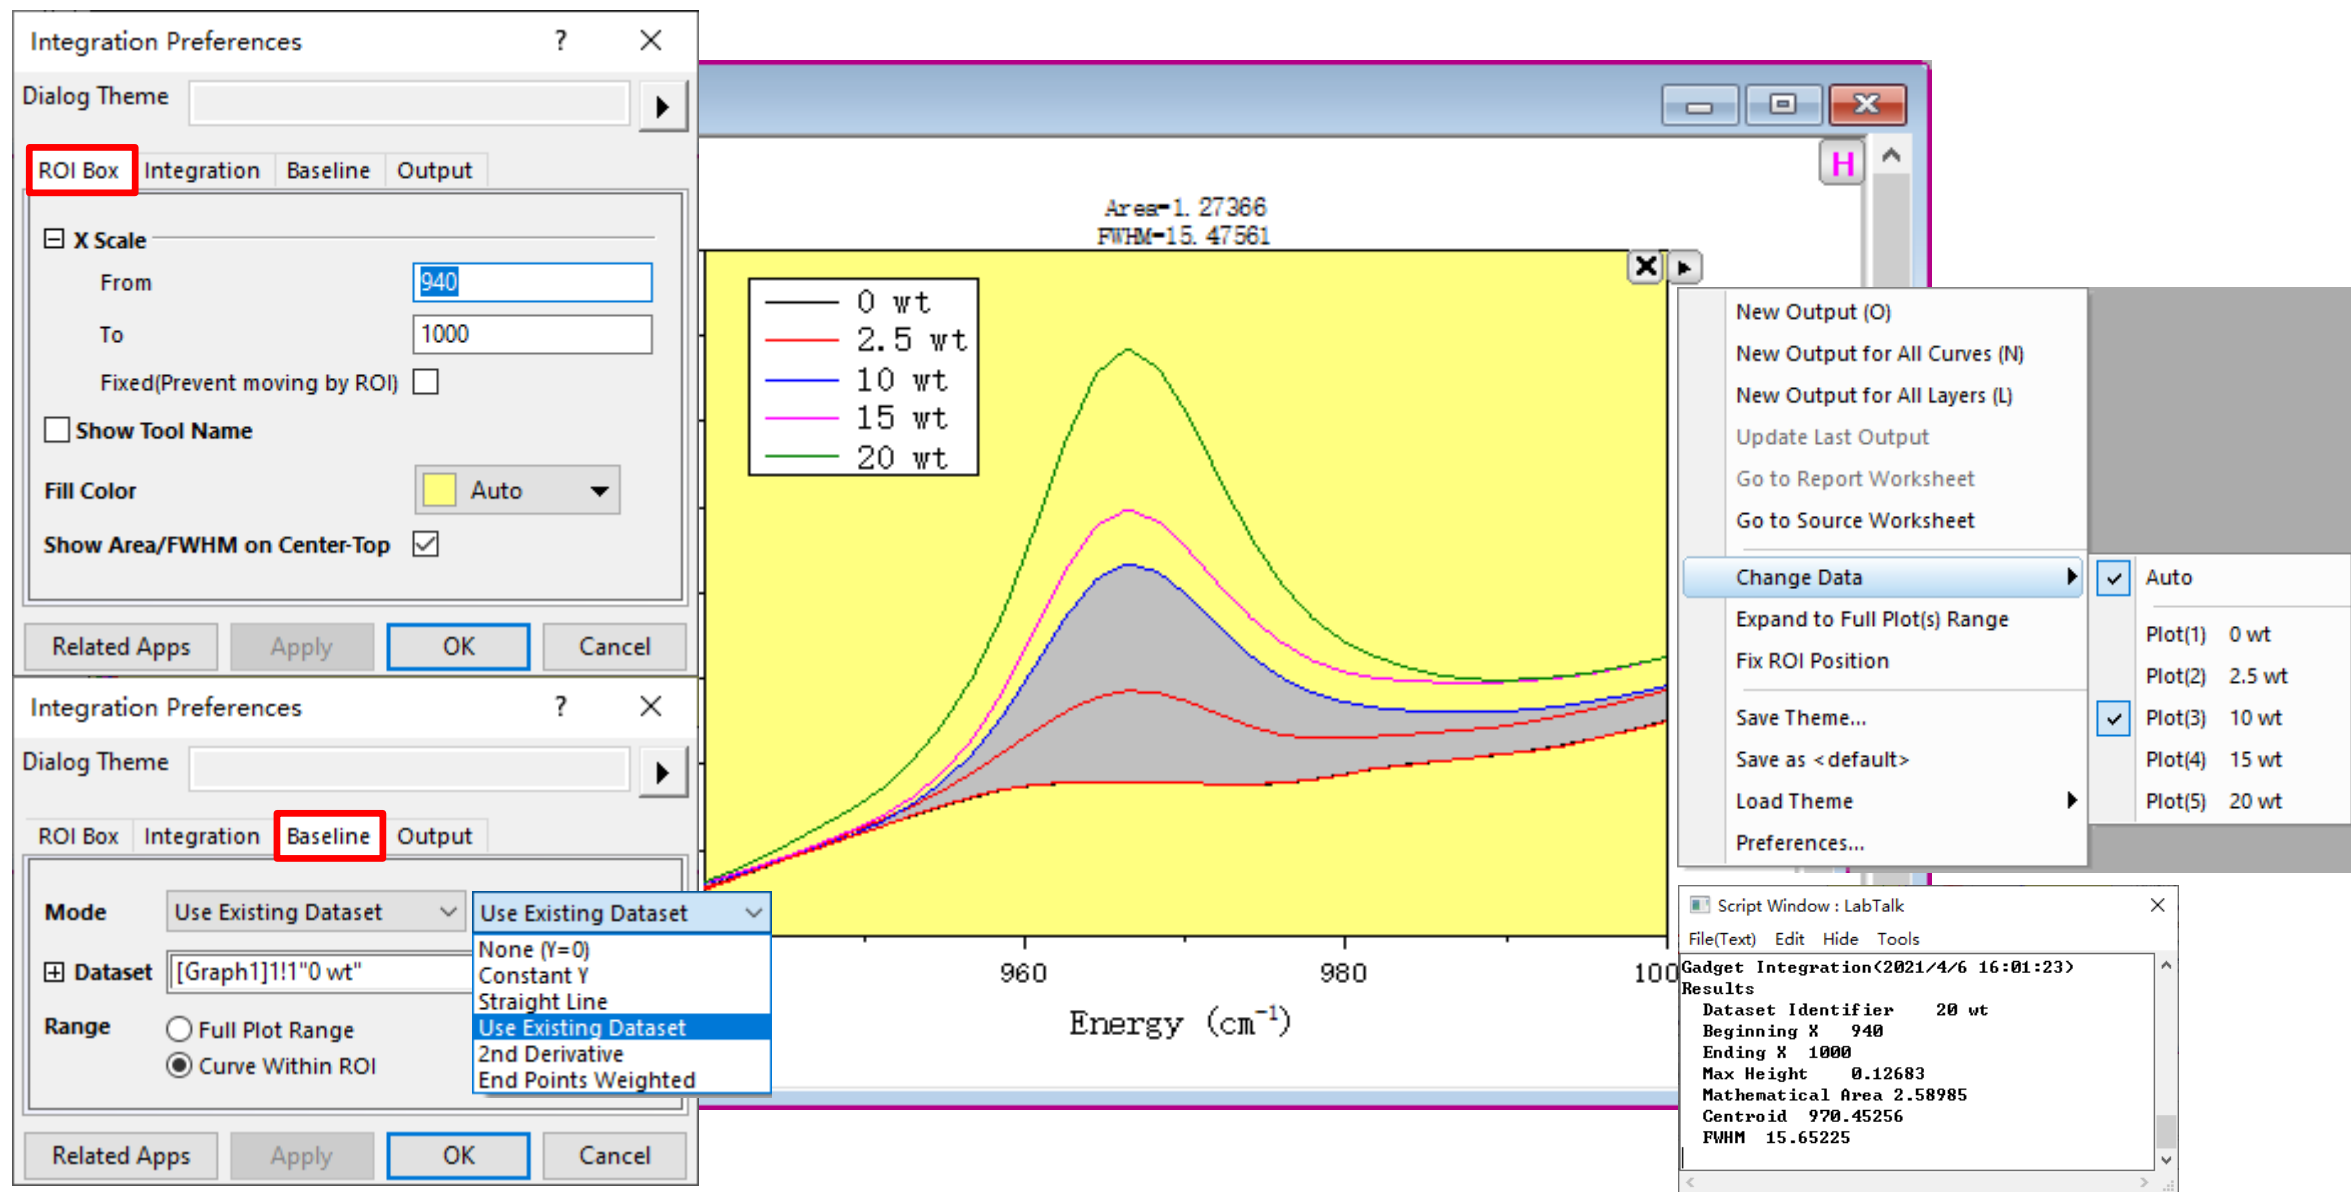 Integration Preferences ?
Dialog Theme
ROI Box Integration Baseline Output
X Scale
From 940
To 1000
Fixed(Prevent moving by ROI)
Show Tool Name
Fill Color Auto
Show Area/FWHM on Center-Top
Related Apps Apply OK Cancel
Integration Preferences ?
Dialog Theme
ROI Box Integration Baseline Output
Mode Use Existing Dataset
Dataset [Graph1]1!1"0 wt"
Range Full Plot Range
Curve Within ROI
Related Apps Apply OK Cancel
Use Existing Dataset
None (Y=0)
Constant Y
Straight Line
Use Existing Dataset
2nd Derivative
End Points Weighted
H
Area=1.27366
FWHM=15.47561
0 wt
2.5 wt
10 wt
15 wt
20 wt
960 980 100
Energy (cm⁻¹)
New Output (O)
New Output for All Curves (N)
New Output for All Layers (L)
Update Last Output
Go to Report Worksheet
Go to Source Worksheet
Change Data
Expand to Full Plot(s) Range
Fix ROI Position
Save Theme...
Save as <default>
Load Theme
Preferences...
Auto
Plot(1) 0 wt
Plot(2) 2.5 wt
Plot(3) 10 wt
Plot(4) 15 wt
Plot(5) 20 wt
Script Window : LabTalk
File(Text) Edit Hide Tools
Gadget Integration<2021/4/6 16:01:23>
Results
Dataset Identifier 20 wt
Beginning X 940
Ending X 1000
Max Height 0.12683
Mathematical Area 2.58985
Centroid 970.45256
FWHM 15.65225